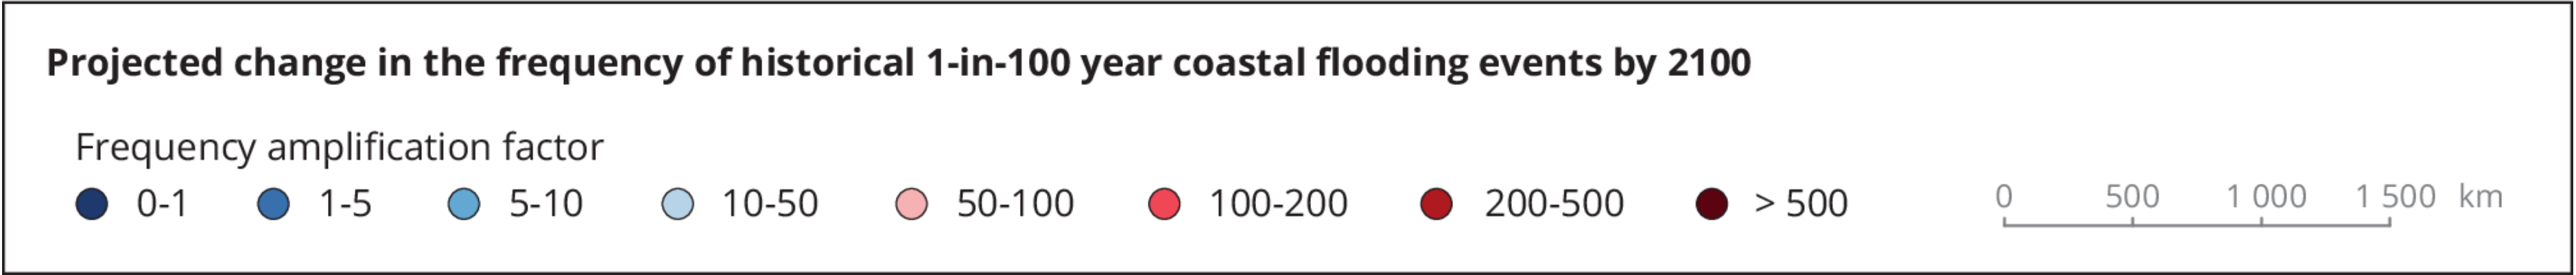 Projected change in the frequency of historical 1-in-100 year coastal flooding events by 2100
Frequency amplification factor
0-1 1-5 5-10 10-50 50-100 100-200 200-500 > 500
0 500 1 000 1 500 km